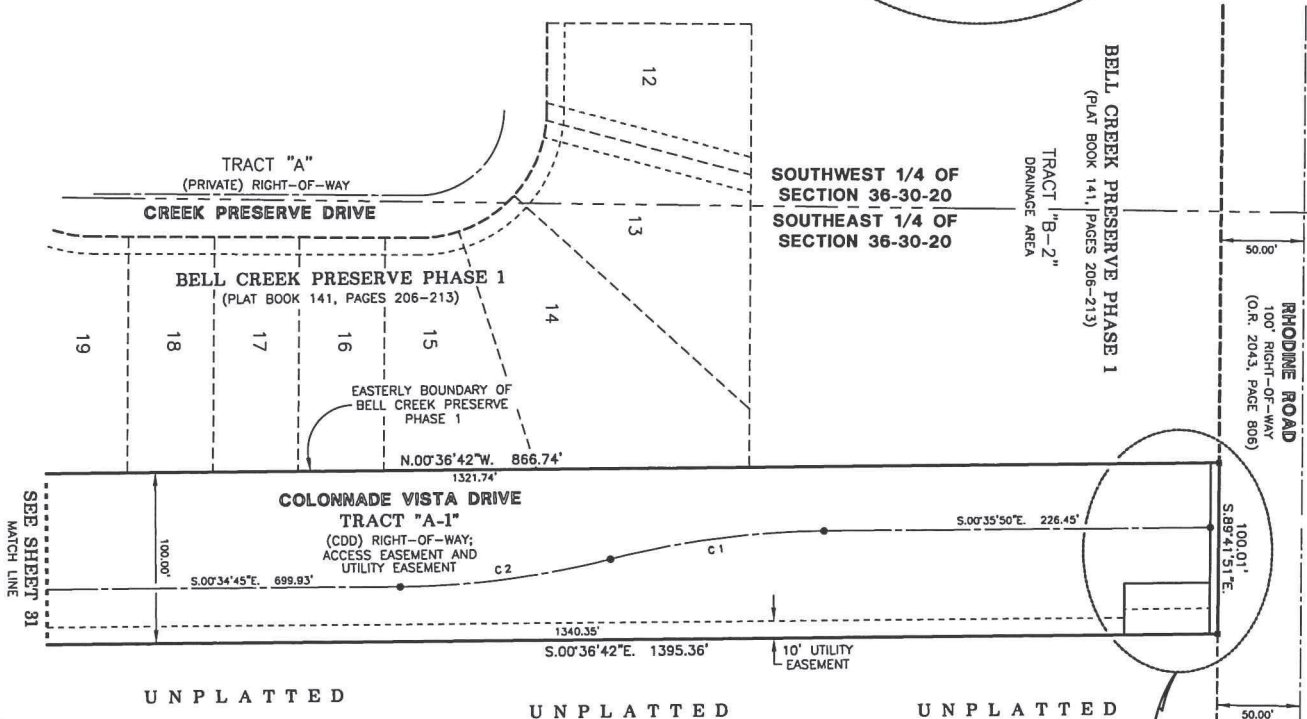 TRACT "A"
(PRIVATE) RIGHT-OF-WAY
CREEK PRESERVE DRIVE
BELL CREEK PRESERVE PHASE 1
(PLAT BOOK 141, PAGES 206-213)
12
13
14
15
16
17
18
19
SOUTHWEST 1/4 OF
SECTION 36-30-20
SOUTHEAST 1/4 OF
SECTION 36-30-20
TRACT "B-2"
DRAINAGE AREA
BELL CREEK PRESERVE PHASE 1
(PLAT BOOK 141, PAGES 206-213)
50.00'
RHODINE ROAD
100' RIGHT-OF-WAY
(O.R. 2043, PAGE 806)
EASTERLY BOUNDARY OF
BELL CREEK PRESERVE
PHASE 1
N.00°36'42"W. 866.74'
1321.74'
COLONNADE VISTA DRIVE
TRACT "A-1"
(CDD) RIGHT-OF-WAY;
ACCESS EASEMENT AND
UTILITY EASEMENT
SEE SHEET 31
MATCH LINE
100.00'
S.00°34'45"E. 699.93'
C2
C1
S.00°35'50"E. 226.45'
100.01'
S.89°41'51"E.
1340.35'
S.00°36'42"E. 1395.36'
10' UTILITY
EASEMENT
UNPLATTED
UNPLATTED
UNPLATTED
50.00'